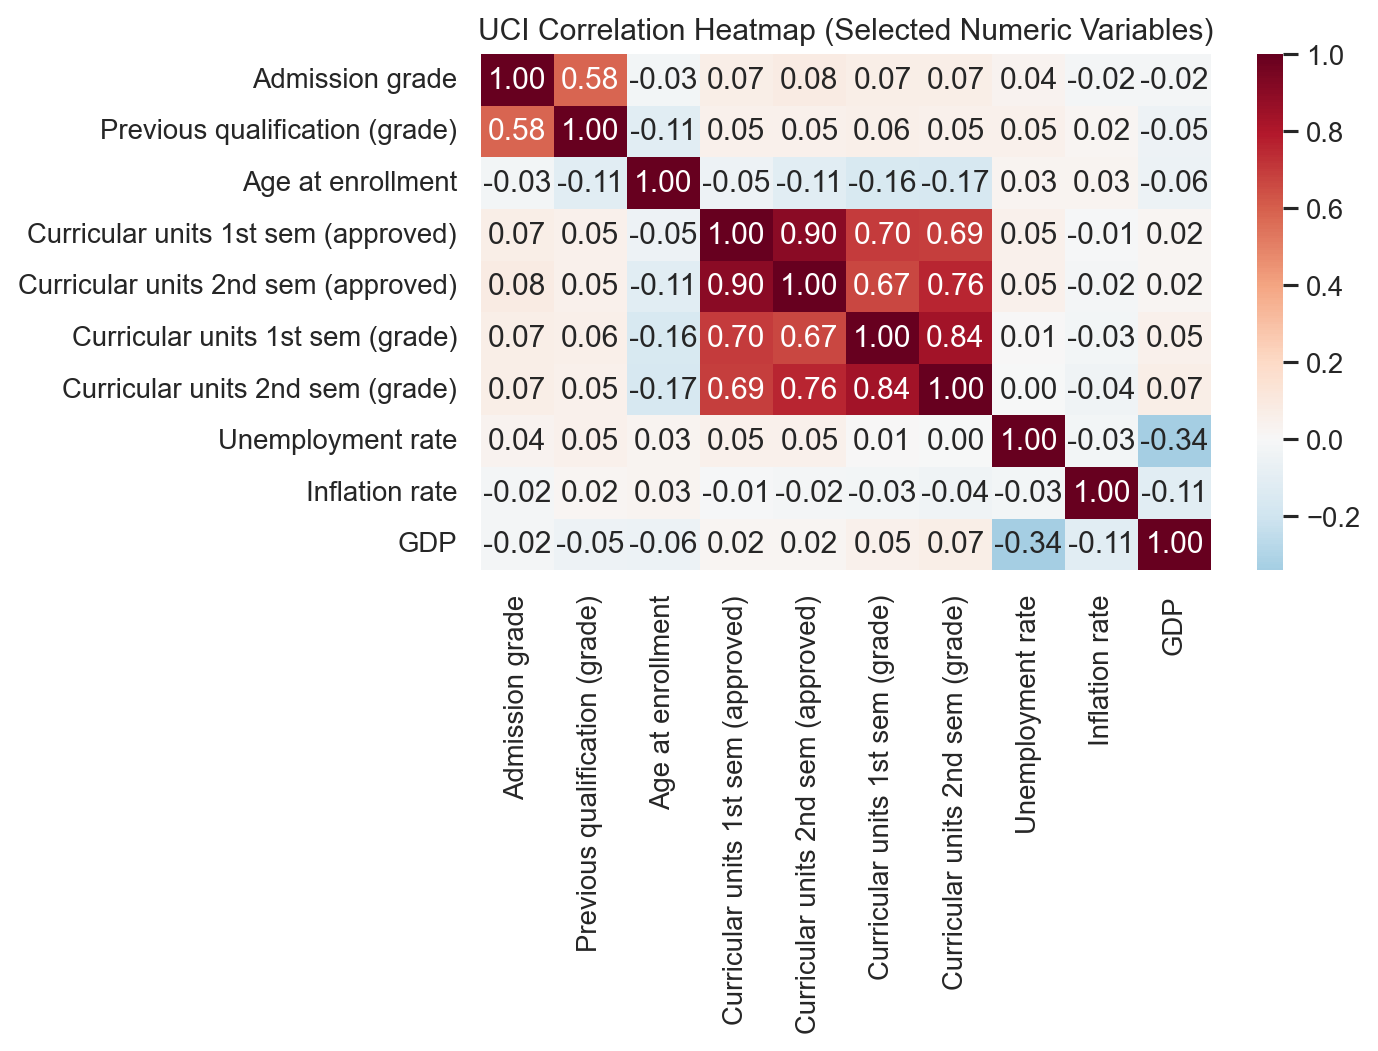 UCI Correlation Heatmap (Selected Numeric Variables)
Admission grade 1.00 0.58 -0.03 0.07 0.08 0.07 0.07 0.04 -0.02 -0.02
Previous qualification (grade) 0.58 1.00 -0.11 0.05 0.05 0.06 0.05 0.05 0.02 -0.05
Age at enrollment -0.03 -0.11 1.00 -0.05 -0.11 -0.16 -0.17 0.03 0.03 -0.06
Curricular units 1st sem (approved) 0.07 0.05 -0.05 1.00 0.90 0.70 0.69 0.05 -0.01 0.02
Curricular units 2nd sem (approved) 0.08 0.05 -0.11 0.90 1.00 0.67 0.76 0.05 -0.02 0.02
Curricular units 1st sem (grade) 0.07 0.06 -0.16 0.70 0.67 1.00 0.84 0.01 -0.03 0.05
Curricular units 2nd sem (grade) 0.07 0.05 -0.17 0.69 0.76 0.84 1.00 0.00 -0.04 0.07
Unemployment rate 0.04 0.05 0.03 0.05 0.05 0.01 0.00 1.00 -0.03 -0.34
Inflation rate -0.02 0.02 0.03 -0.01 -0.02 -0.03 -0.04 -0.03 1.00 -0.11
GDP -0.02 -0.05 -0.06 0.02 0.02 0.05 0.07 -0.34 -0.11 1.00
Admission grade
Previous qualification (grade)
Age at enrollment
Curricular units 1st sem (approved)
Curricular units 2nd sem (approved)
Curricular units 1st sem (grade)
Curricular units 2nd sem (grade)
Unemployment rate
Inflation rate
GDP
1.0
0.8
0.6
0.4
0.2
0.0
−0.2